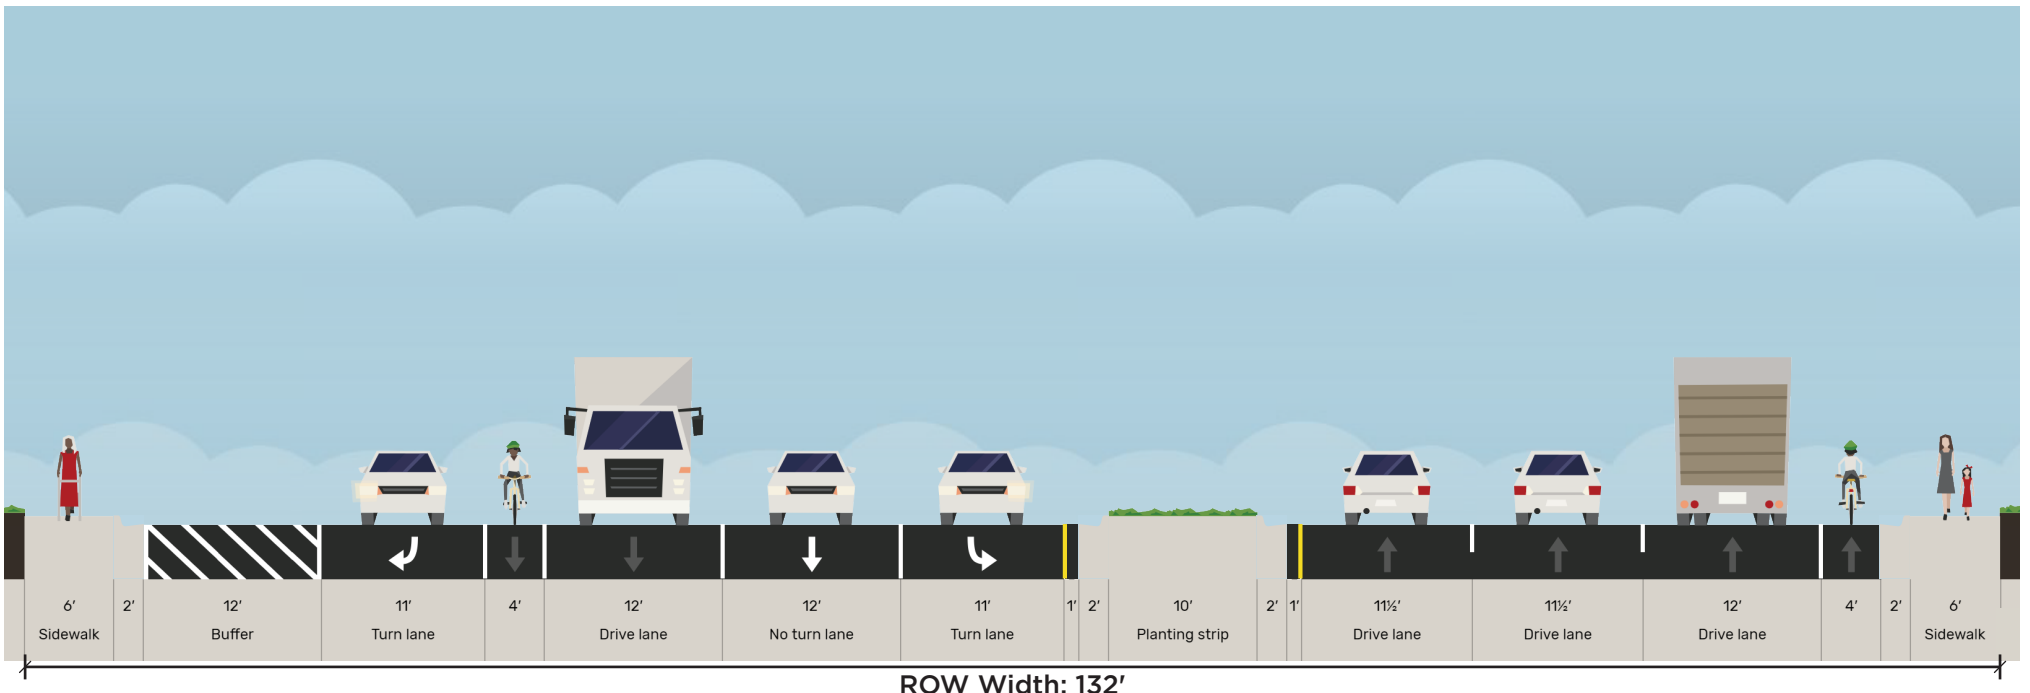 6′ 2′ 12′ 11′ 4′ 12′ 12′ 11′ 1′ 2′ 10′ 2′ 1′ 11½′ 11½′ 12′ 4′ 2′ 6′
Sidewalk Buffer Turn lane Drive lane No turn lane Turn lane Planting strip Drive lane Drive lane Drive lane Sidewalk
ROW Width: 132'